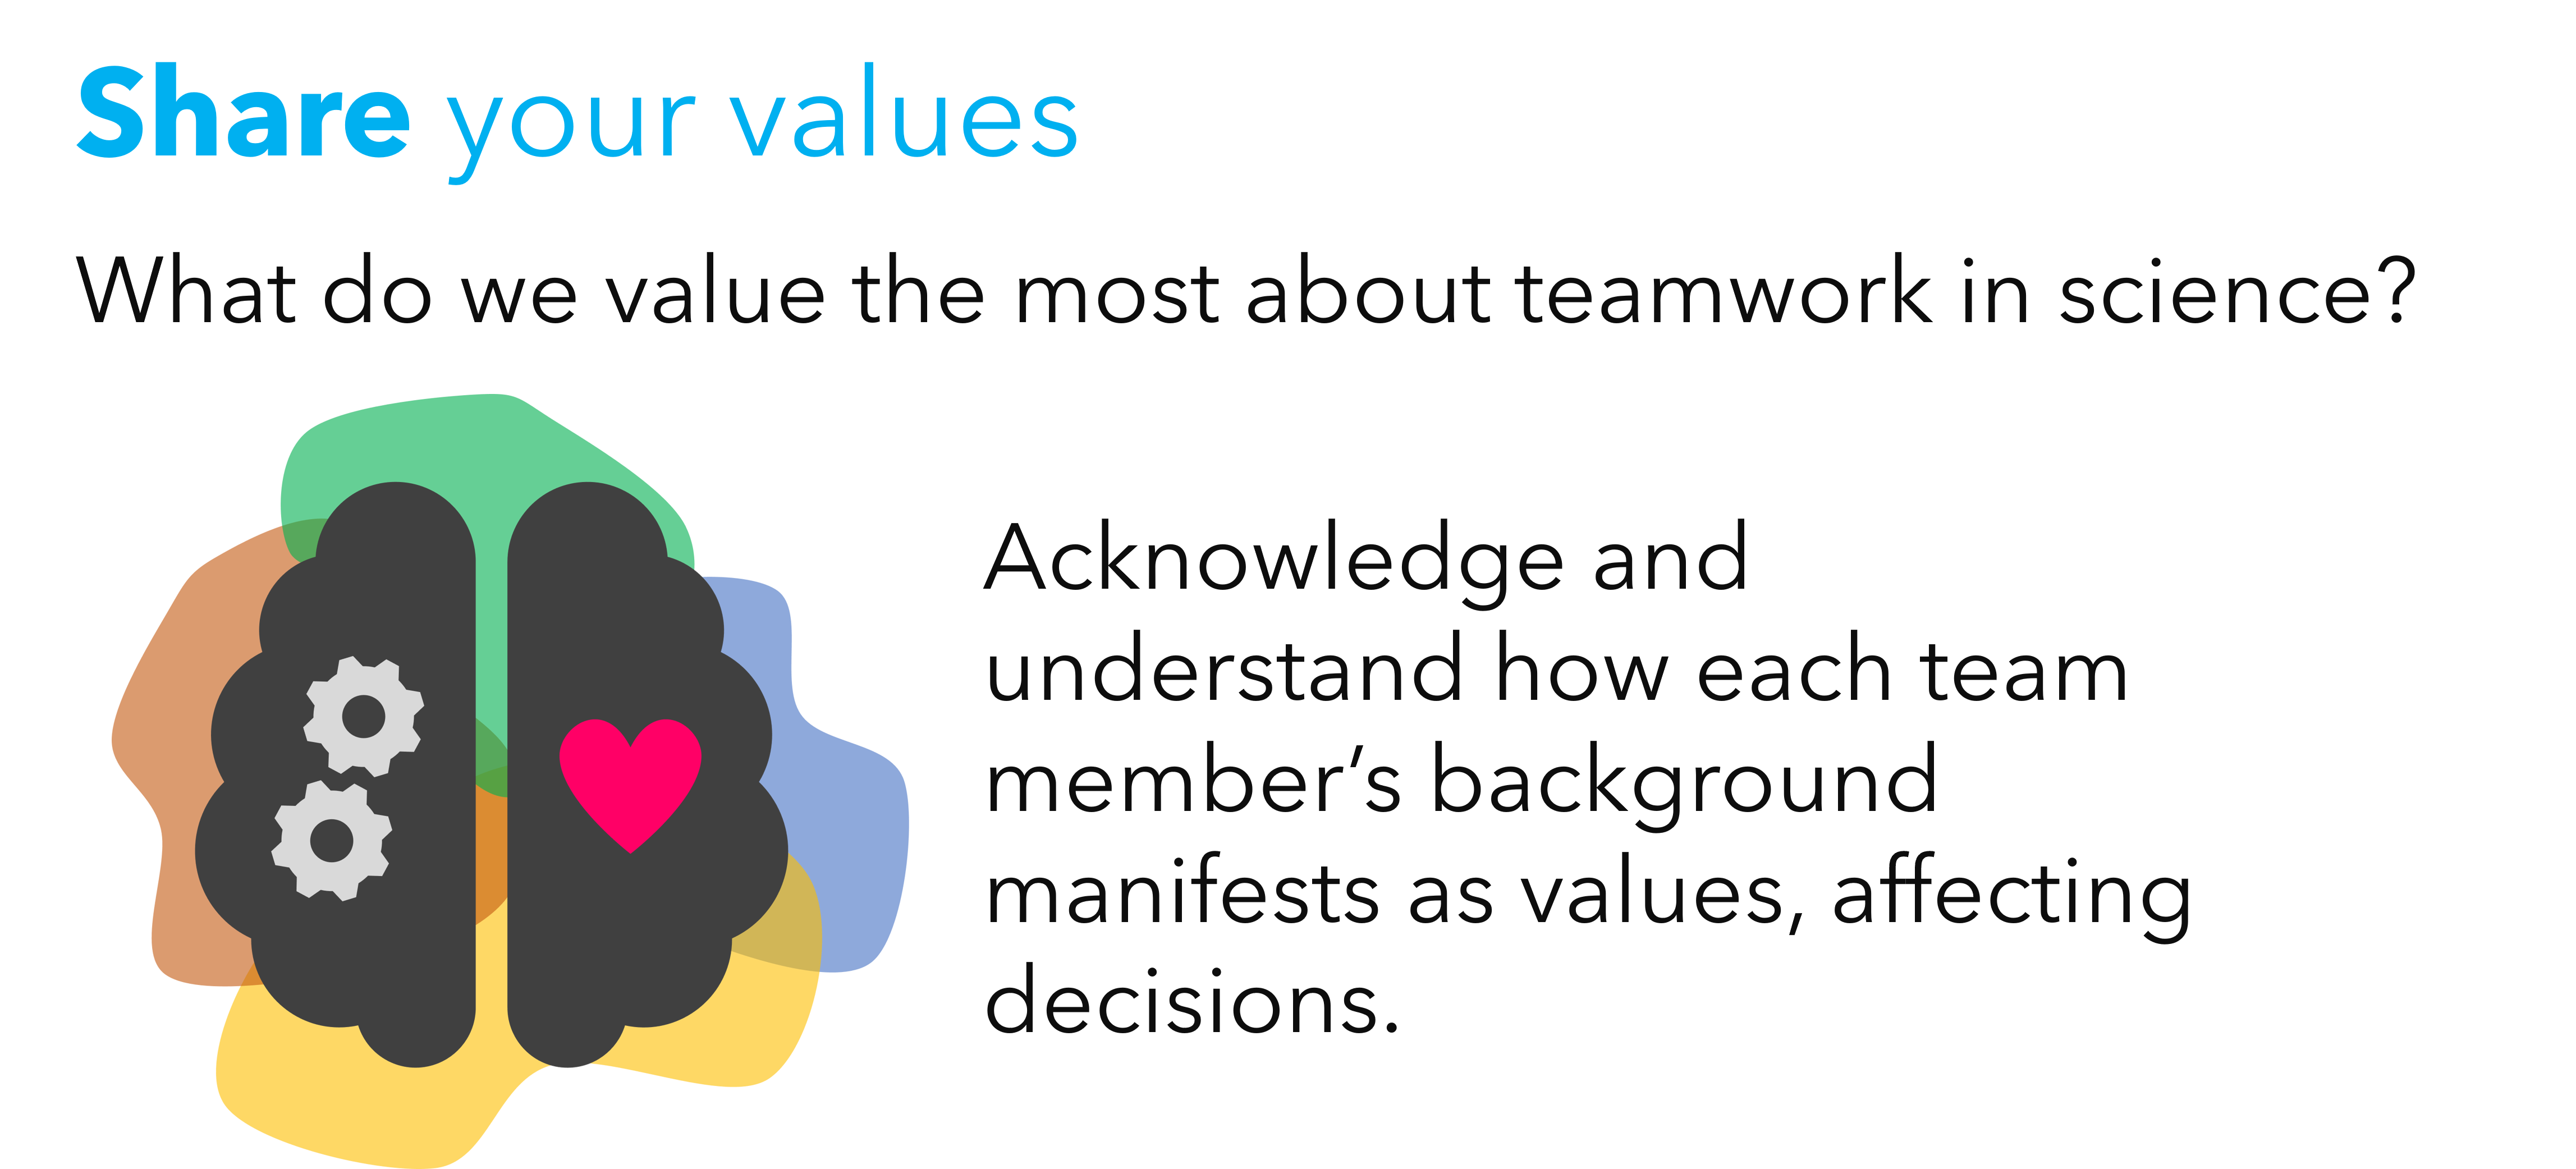 Share your values
What do we value the most about teamwork in science?
Acknowledge and
understand how each team
member’s background
manifests as values, affecting
decisions.